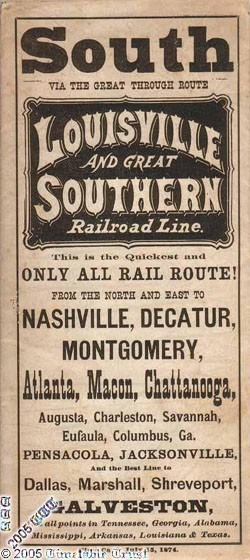 South
VIA THE GREAT THROUGH ROUTE
LOUISVILLE
AND GREAT
SOUTHERN
Railroad Line.
This is the Quickest and
ONLY ALL RAIL ROUTE!
FROM THE NORTH AND EAST TO
NASHVILLE, DECATUR,
MONTGOMERY,
Atlanta, Macon, Chattanooga,
Augusta, Charleston, Savannah,
Eufaula, Columbus, Ga.
PENSACOLA, JACKSONVILLE,
And the Best Line to
Dallas, Marshall, Shreveport,
GALVESTON,
all points in Tennessee, Georgia, Alabama,
Mississippi, Arkansas, Louisiana & Texas.
July 15, 1874.
© 2005
© 2005